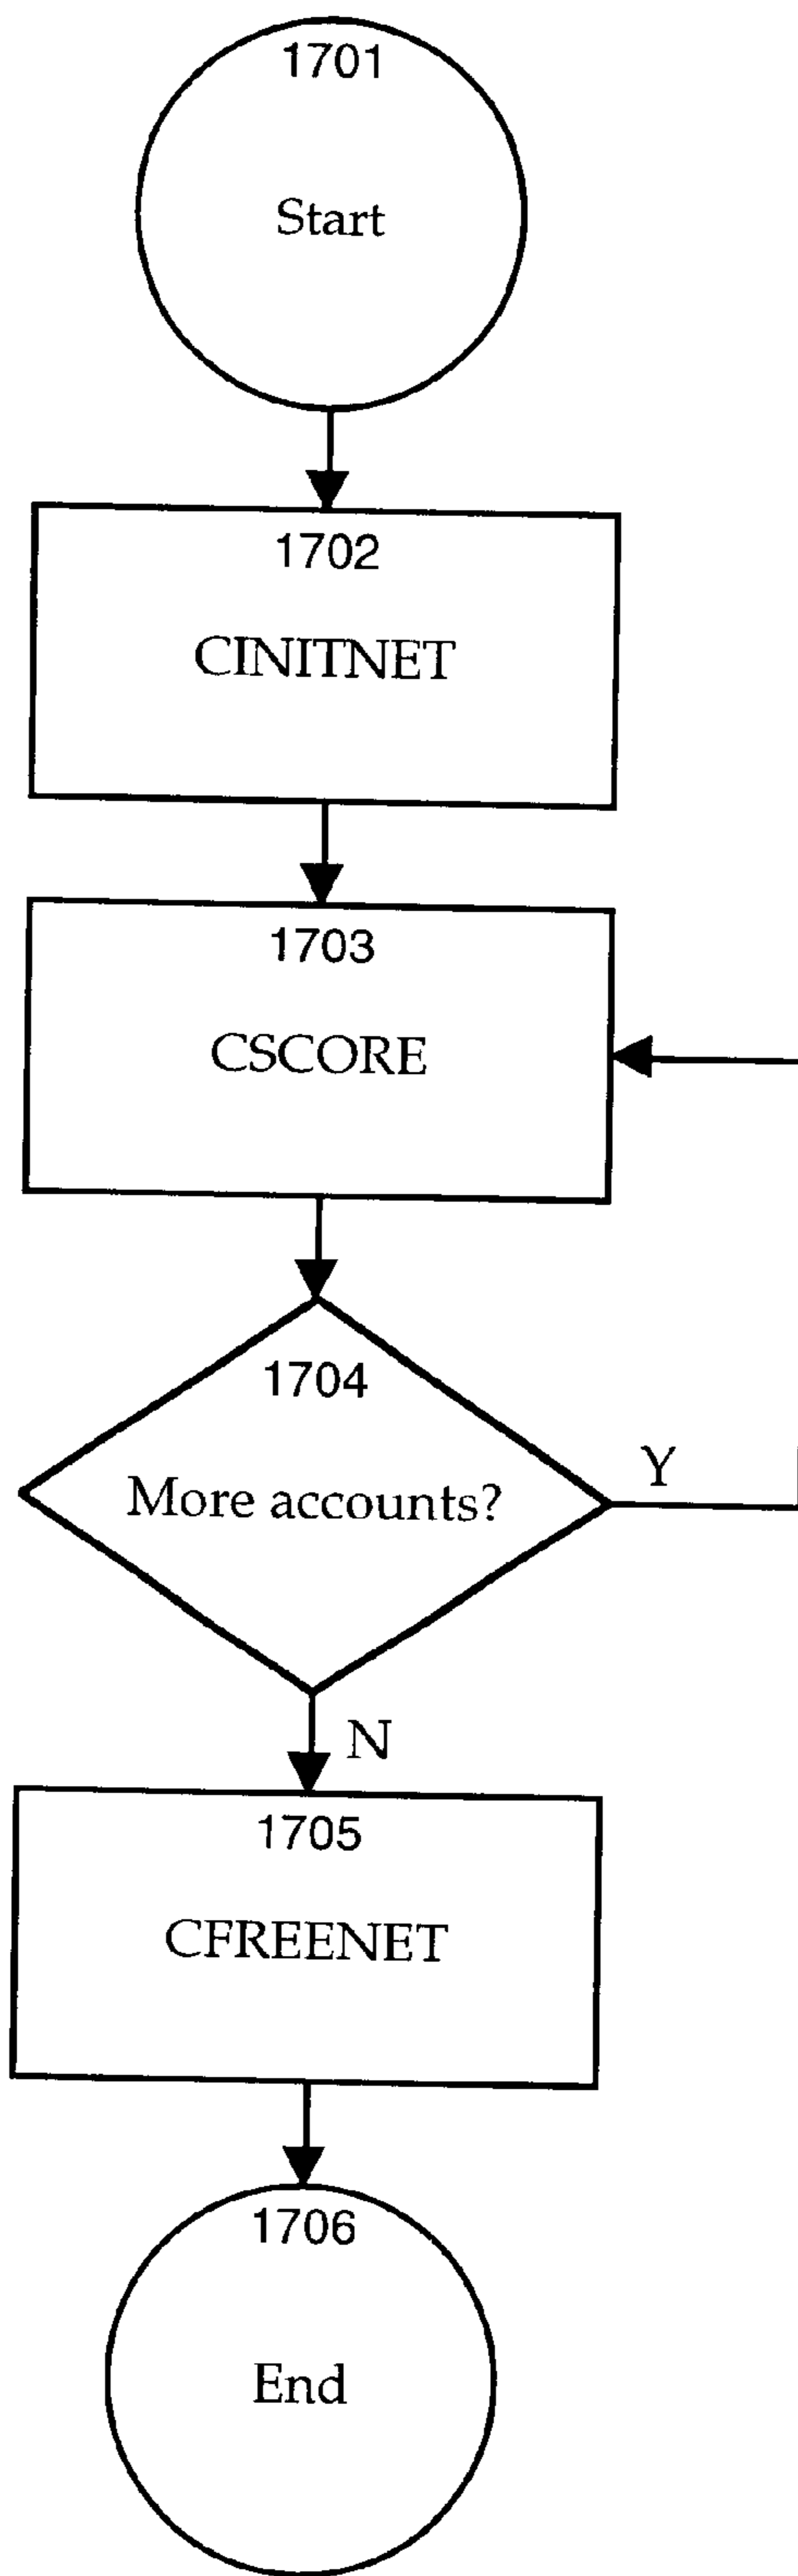 1701
Start
1702
CINITNET
1703
CSCORE
1704
More accounts?
Y
N
1705
CFREENET
1706
End